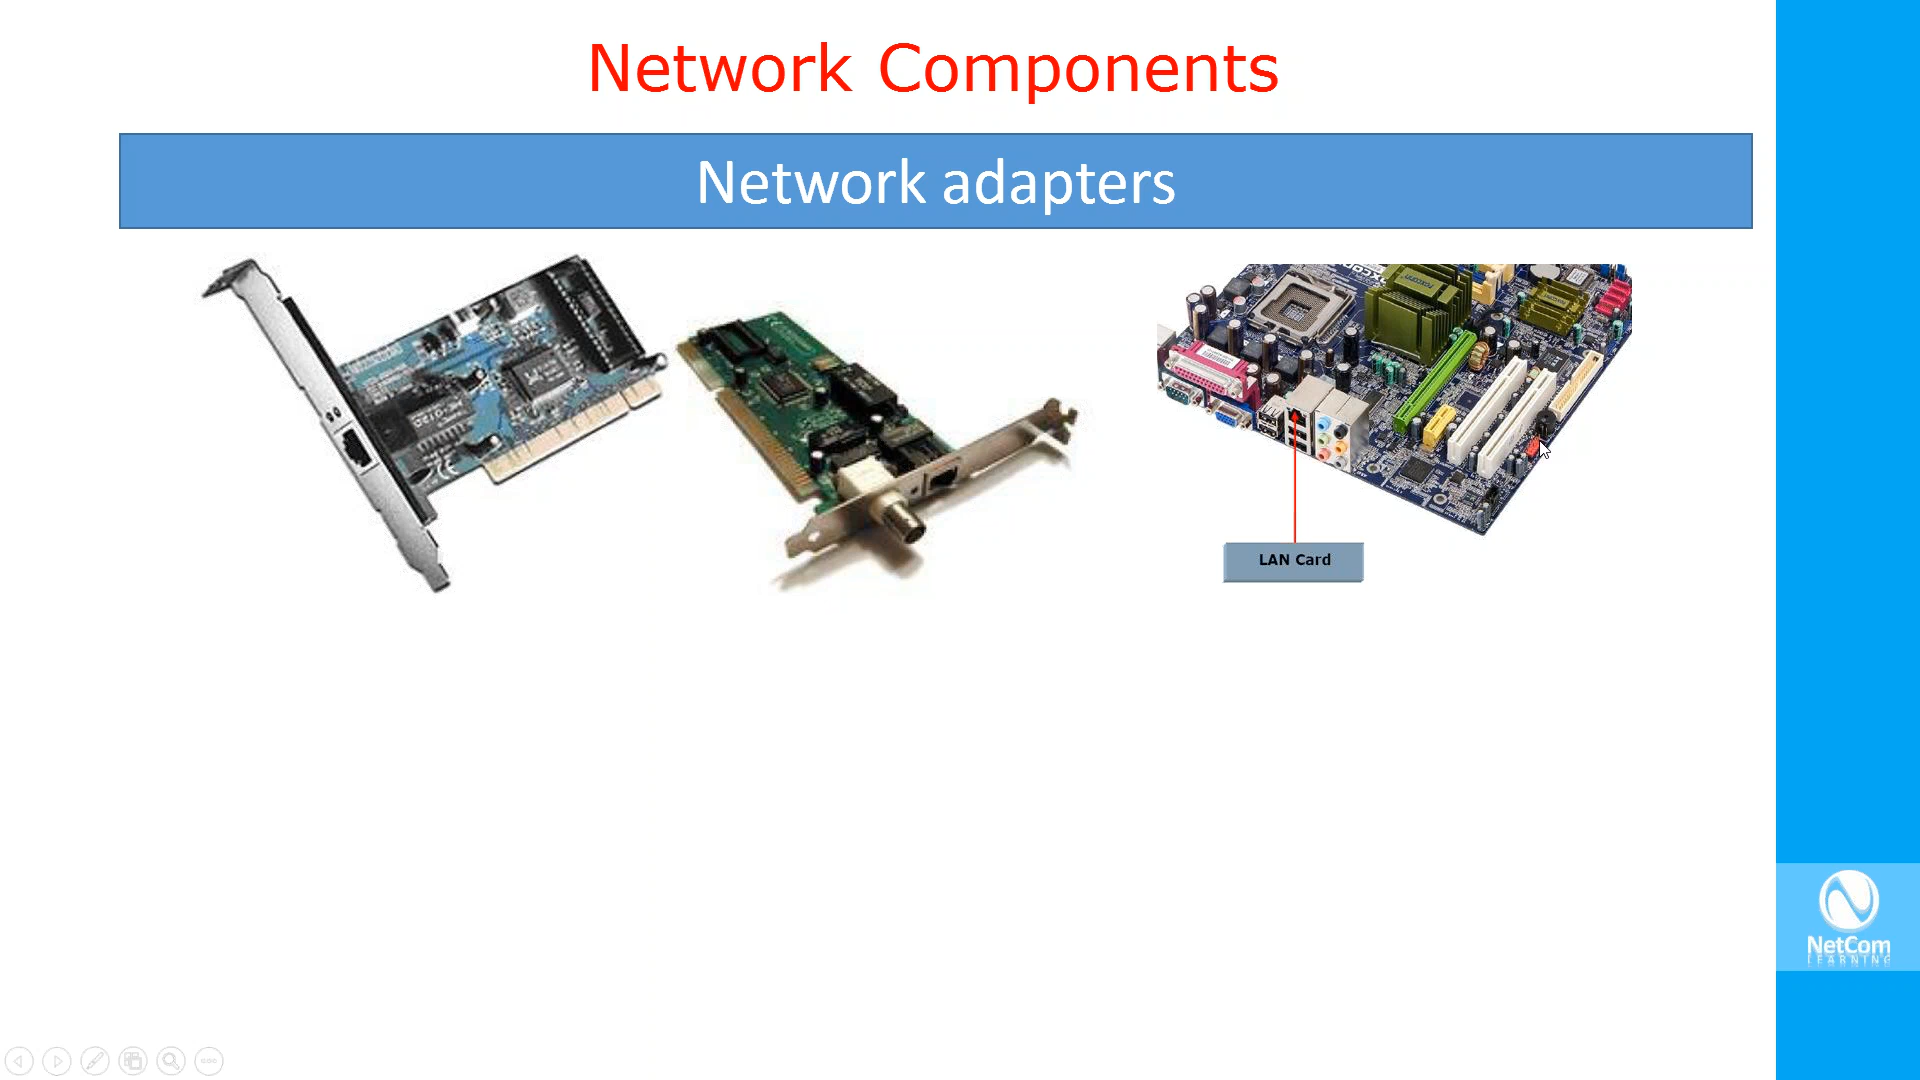 Network Components
Network adapters
LAN Card
NetCom
LEARNING